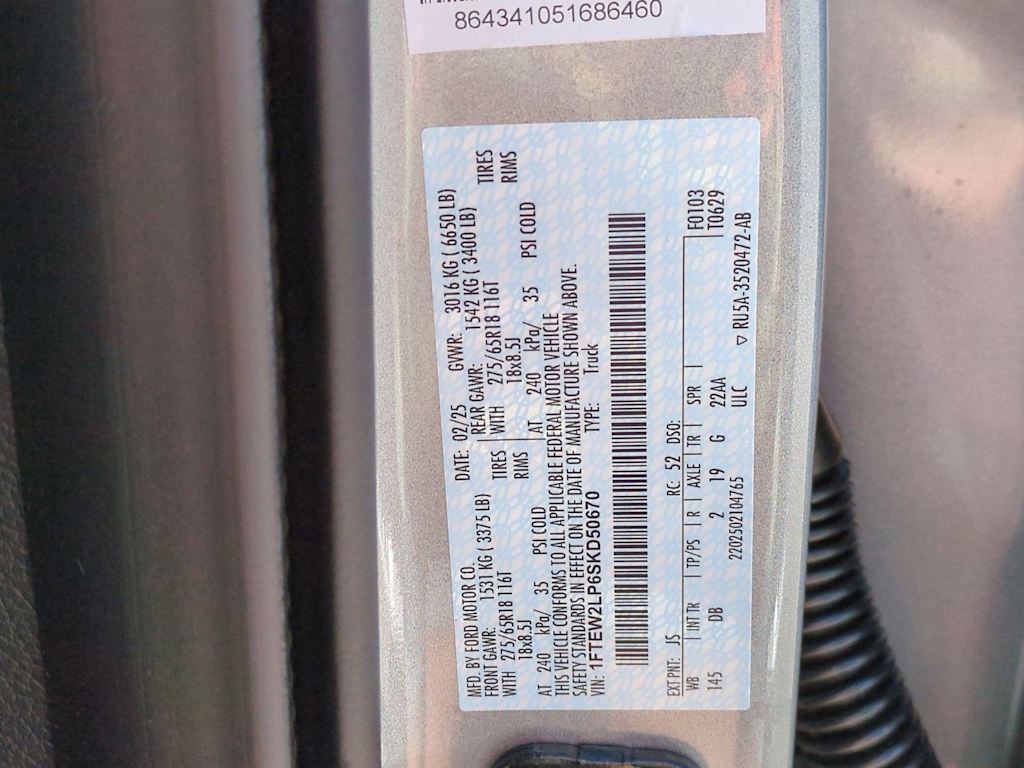 864341051686460
MFD. BY FORD MOTOR CO. DATE: 02/25 GVWR: 3016 KG ( 6650 LB)
FRONT GAWR: 1531 KG ( 3375 LB) REAR GAWR: 1542 KG ( 3400 LB)
WITH 275/65R18 116T TIRES WITH 275/65R18 116T TIRES
18x8.5J RIMS 18x8.5J RIMS
AT 240 kPa/ 35 PSI COLD AT 240 kPa/ 35 PSI COLD
THIS VEHICLE CONFORMS TO ALL APPLICABLE FEDERAL MOTOR VEHICLE
SAFETY STANDARDS IN EFFECT ON THE DATE OF MANUFACTURE SHOWN ABOVE.
VIN: 1FTEW2LP6SKD50670 TYPE: Truck
EXT PNT: JS RC: 52 DSO: F0103
WB INT TR TP/PS R AXLE TR SPR T0629
145 DB 2 19 G 22AA
2202502104765 ULC ▽ RU5A-3520472-AB